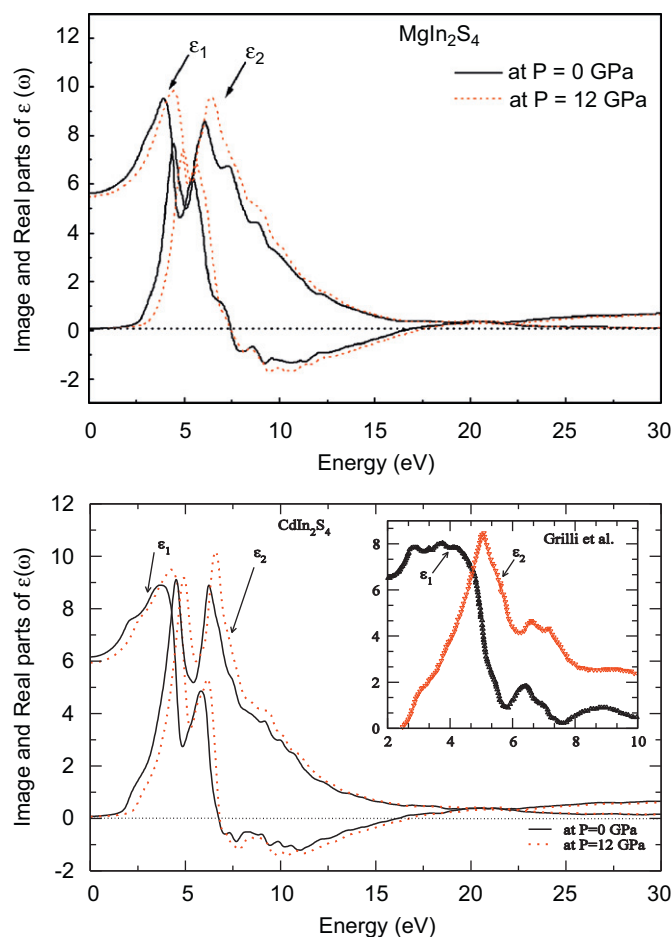 MgIn₂S₄
ε₁ ε₂
at P = 0 GPa
at P = 12 GPa
Image and Real parts of ε(ω)
12
10
8
6
4
2
0
-2
0 5 10 15 20 25 30
Energy (eV)
CdIn₂S₄
ε₁
ε₂
Grilli et al.
ε₁
ε₂
8
6
4
2
0
2 4 6 8 10
at P=0 GPa
at P=12 GPa
Image and Real parts of ε(ω)
12
10
8
6
4
2
0
-2
0 5 10 15 20 25 30
Energy (eV)